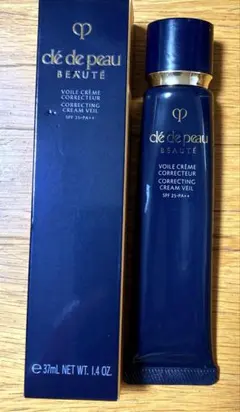 clé de peau
BEAUTÉ
VOILE CRÈME
CORRECTEUR
CORRECTING
CREAM VEIL
SPF 25•PA++
℮ 37mL NET WT. 1.4 OZ.
clé de peau
BEAUTÉ
VOILE CRÈME
CORRECTEUR
CORRECTING
CREAM VEIL
SPF 25•PA++